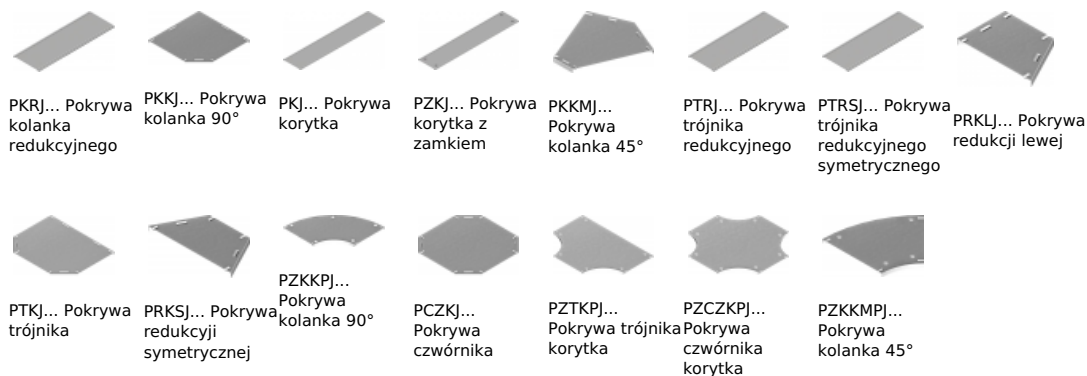 PKRJ... Pokrywa
kolanka
redukcyjnego
PKKJ... Pokrywa
kolanka 90°
PKJ... Pokrywa
korytka
PZKJ... Pokrywa
korytka z
zamkiem
PKKMJ...
Pokrywa
kolanka 45°
PTRJ... Pokrywa
trójnika
redukcyjnego
PTRSJ... Pokrywa
trójnika
redukcyjnego
symetrycznego
PRKLJ... Pokrywa
redukcji lewej
PTKJ... Pokrywa
trójnika
PRKSJ... Pokrywa
redukcyji
symetrycznej
PZKKPJ...
Pokrywa
kolanka 90°
PCZKJ...
Pokrywa
czwórnika
PZTKPJ...
Pokrywa trójnika
korytka
PZCZKPJ...
Pokrywa
czwórnika
korytka
PZKKMPJ...
Pokrywa
kolanka 45°